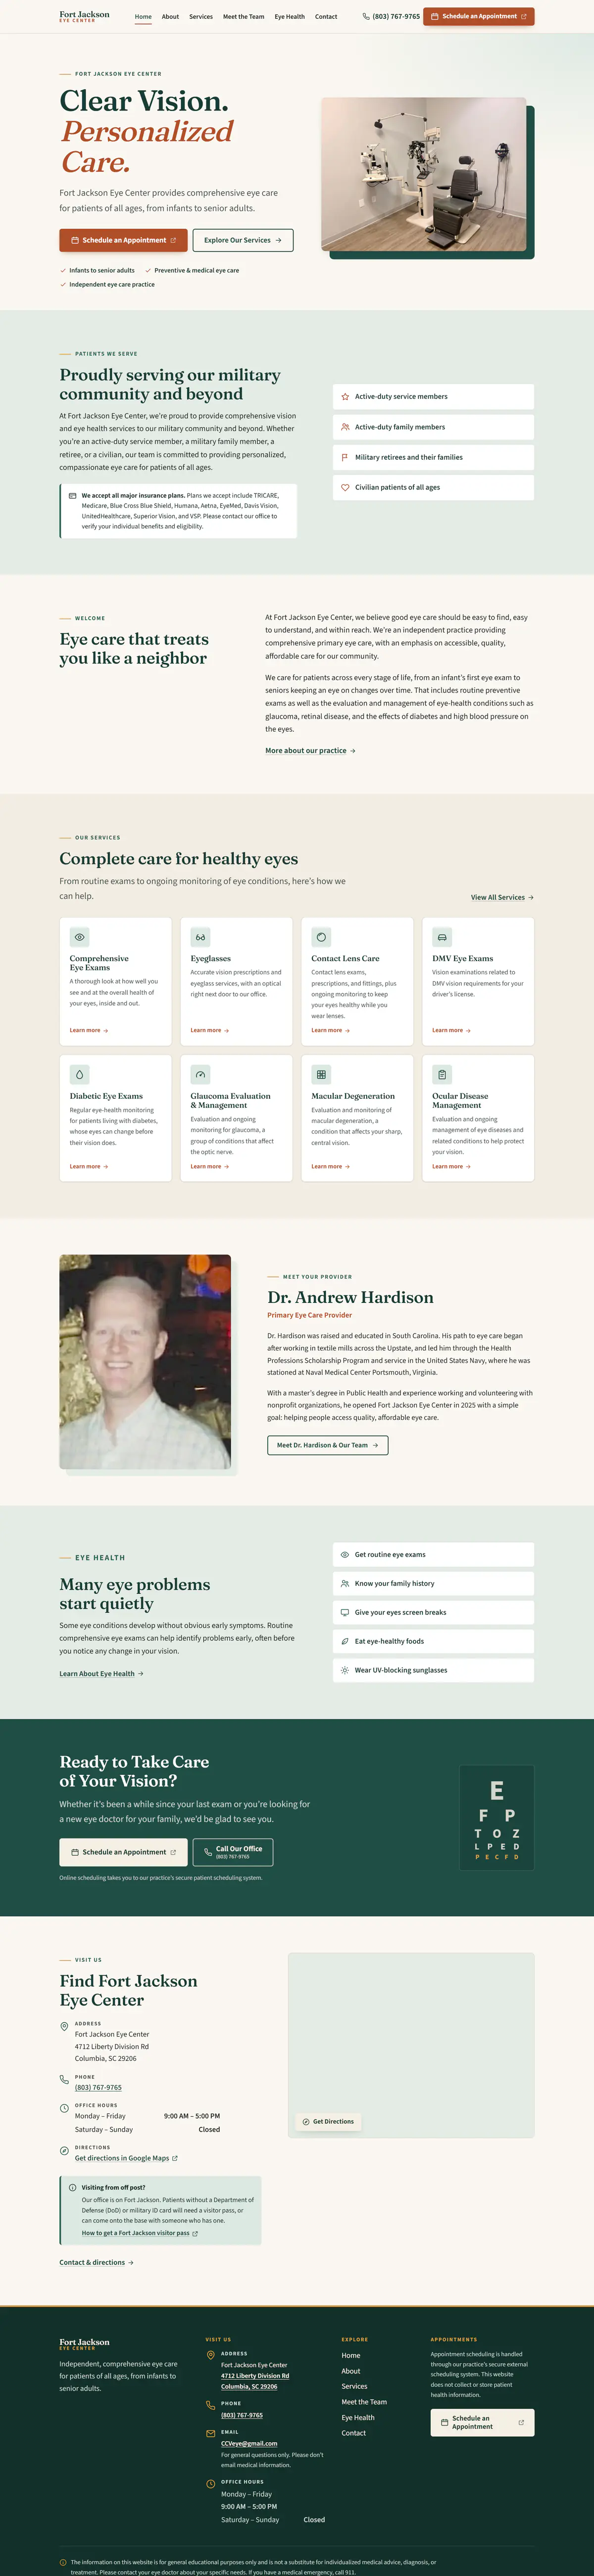 Fort Jackson
EYE CENTER
Home About Services Meet the Team Eye Health Contact
(803) 767-9765
Schedule an Appointment
FORT JACKSON EYE CENTER
Clear Vision.
Personalized
Care.
Fort Jackson Eye Center provides comprehensive eye care
for patients of all ages, from infants to senior adults.
Schedule an Appointment
Explore Our Services
Infants to senior adults
Preventive & medical eye care
Independent eye care practice
PATIENTS WE SERVE
Proudly serving our military
community and beyond
At Fort Jackson Eye Center, we're proud to provide comprehensive vision
and eye health services to our military community and beyond. Whether
you're an active-duty service member, a military family member, a
retiree, or a civilian, our team is committed to providing personalized,
compassionate eye care for patients of all ages.
We accept all major insurance plans. Plans we accept include TRICARE,
Medicare, Blue Cross Blue Shield, Humana, Aetna, EyeMed, Davis Vision,
UnitedHealthcare, Superior Vision, and VSP. Please contact our office to
verify your individual benefits and eligibility.
Active-duty service members
Active-duty family members
Military retirees and their families
Civilian patients of all ages
WELCOME
Eye care that treats
you like a neighbor
At Fort Jackson Eye Center, we believe good eye care should be easy to find, easy
to understand, and within reach. We're an independent practice providing
comprehensive primary eye care, with an emphasis on accessible, quality,
affordable care for our community.
We care for patients across every stage of life, from an infant's first eye exam to
seniors keeping an eye on changes over time. That includes routine preventive
exams as well as the evaluation and management of eye-health conditions such as
glaucoma, retinal disease, and the effects of diabetes and high blood pressure on
the eyes.
More about our practice
OUR SERVICES
Complete care for healthy eyes
From routine exams to ongoing monitoring of eye conditions, here's how we
can help.
View All Services
Comprehensive
Eye Exams
A thorough look at how well you
see and at the overall health of
your eyes, inside and out.
Learn more
Eyeglasses
Accurate vision prescriptions and
eyeglass services, with an optical
right next door to our office.
Learn more
Contact Lens Care
Contact lens exams,
prescriptions, and fittings, plus
ongoing monitoring to keep
your eyes healthy while you
wear lenses.
Learn more
DMV Eye Exams
Vision examinations related to
DMV vision requirements for your
driver's license.
Learn more
Diabetic Eye Exams
Regular eye-health monitoring
for patients living with diabetes,
whose eyes can change before
their vision does.
Learn more
Glaucoma Evaluation
& Management
Evaluation and ongoing
monitoring for glaucoma, a
group of conditions that affect
the optic nerve.
Learn more
Macular Degeneration
Evaluation and monitoring of
macular degeneration, a
condition that affects your sharp,
central vision.
Learn more
Ocular Disease
Management
Evaluation and ongoing
management of eye diseases and
related conditions to help protect
your vision.
Learn more
MEET YOUR PROVIDER
Dr. Andrew Hardison
Primary Eye Care Provider
Dr. Hardison was raised and educated in South Carolina. His path to eye care began
after working in textile mills across the Upstate, and led him through the Health
Professions Scholarship Program and service in the United States Navy, where he was
stationed at Naval Medical Center Portsmouth, Virginia.
With a master's degree in Public Health and experience working and volunteering with
nonprofit organizations, he opened Fort Jackson Eye Center in 2025 with a simple
goal: helping people access quality, affordable eye care.
Meet Dr. Hardison & Our Team
EYE HEALTH
Many eye problems
start quietly
Some eye conditions develop without obvious early symptoms. Routine
comprehensive eye exams can help identify problems early, often before
you notice any change in your vision.
Learn About Eye Health
Get routine eye exams
Know your family history
Give your eyes screen breaks
Eat eye-healthy foods
Wear UV-blocking sunglasses
Ready to Take Care
of Your Vision?
Whether it's been a while since your last exam or you're looking for
a new eye doctor for your family, we'd be glad to see you.
Schedule an Appointment
Call Our Office
(803) 767-9765
Online scheduling takes you to our practice's secure patient scheduling system.
E
F P
T O Z
L P E D
P E C F D
VISIT US
Find Fort Jackson
Eye Center
ADDRESS
Fort Jackson Eye Center
4712 Liberty Division Rd
Columbia, SC 29206
PHONE
(803) 767-9765
OFFICE HOURS
Monday – Friday 9:00 AM – 5:00 PM
Saturday – Sunday Closed
DIRECTIONS
Get directions in Google Maps
Visiting from off post?
Our office is on Fort Jackson. Patients without a Department of
Defense (DoD) or military ID card will need a visitor pass, or
can come onto the base with someone who has one.
How to get a Fort Jackson visitor pass
Contact & directions
Get Directions
Fort Jackson
EYE CENTER
Independent, comprehensive eye care
for patients of all ages, from infants to
senior adults.
VISIT US
ADDRESS
Fort Jackson Eye Center
4712 Liberty Division Rd
Columbia, SC 29206
PHONE
(803) 767-9765
EMAIL
CCVeye@gmail.com
For general questions only. Please don't
email medical information.
OFFICE HOURS
Monday – Friday
9:00 AM – 5:00 PM
Saturday – Sunday Closed
EXPLORE
Home
About
Services
Meet the Team
Eye Health
Contact
APPOINTMENTS
Appointment scheduling is handled
through our practice's secure external
scheduling system. This website
does not collect or store patient
health information.
Schedule an
Appointment
The information on this website is for general educational purposes only and is not a substitute for individualized medical advice, diagnosis, or
treatment. Please contact your eye doctor about your specific needs. If you have a medical emergency, call 911.